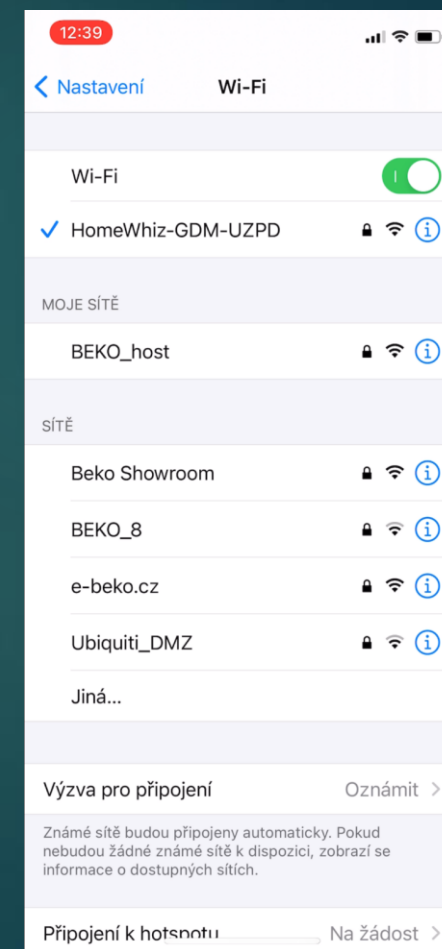 12:39
Nastavení Wi-Fi
Wi-Fi
HomeWhiz-GDM-UZPD
MOJE SÍTĚ
BEKO_host
SÍTĚ
Beko Showroom
BEKO_8
e-beko.cz
Ubiquiti_DMZ
Jiná...
Výzva pro připojení Oznámit
Známé sítě budou připojeny automaticky. Pokud
nebudou žádné známé sítě k dispozici, zobrazí se
informace o dostupných sítích.
Připojení k hotspotu Na žádost